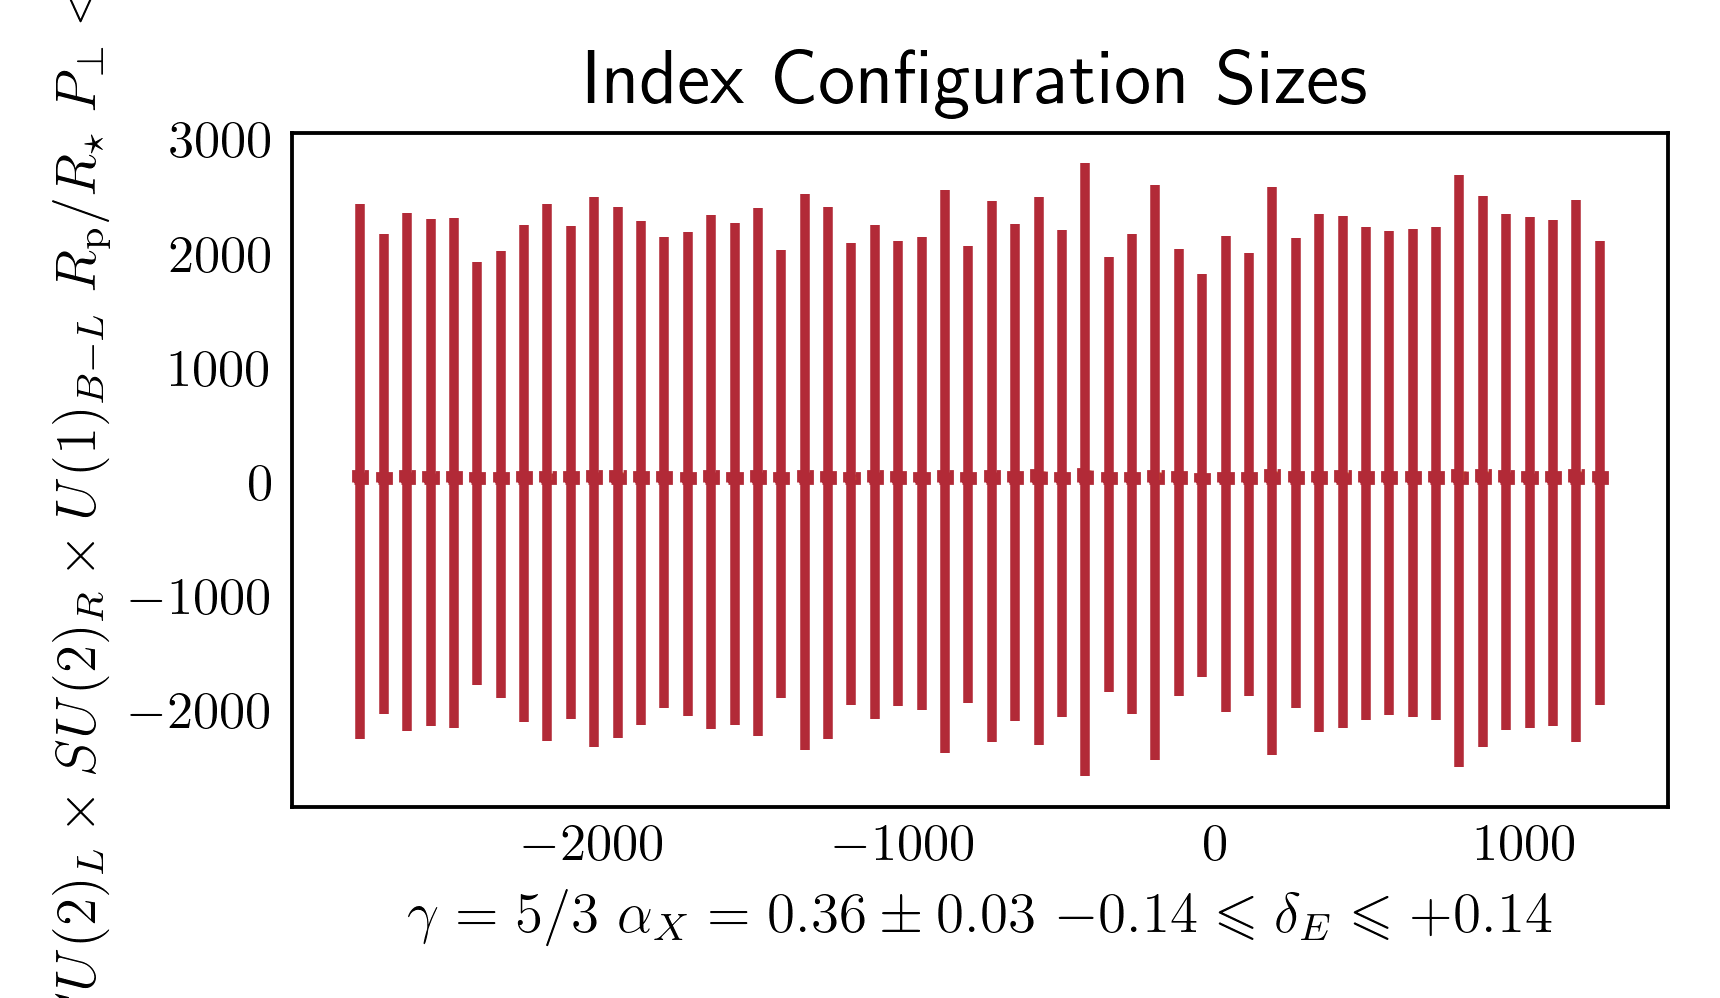 Index Configuration Sizes
U(2)_L × SU(2)_R × U(1)_{B−L} R_p/R_⋆ P_⊥ <
3000
2000
1000
0
−1000
−2000
−2000 −1000 0 1000
γ = 5/3 α_X = 0.36 ± 0.03 −0.14 ⩽ δ_E ⩽ +0.14